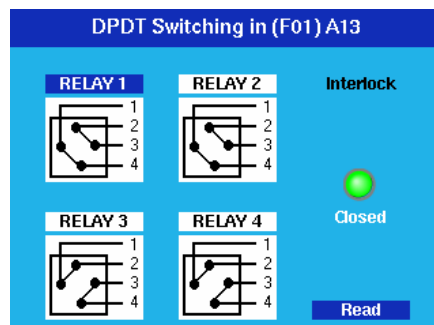 DPDT Switching in (F01) A13
RELAY 1
RELAY 2
Interlock
1
2
3
4
1
2
3
4
Closed
RELAY 3
RELAY 4
1
2
3
4
1
2
3
4
Read